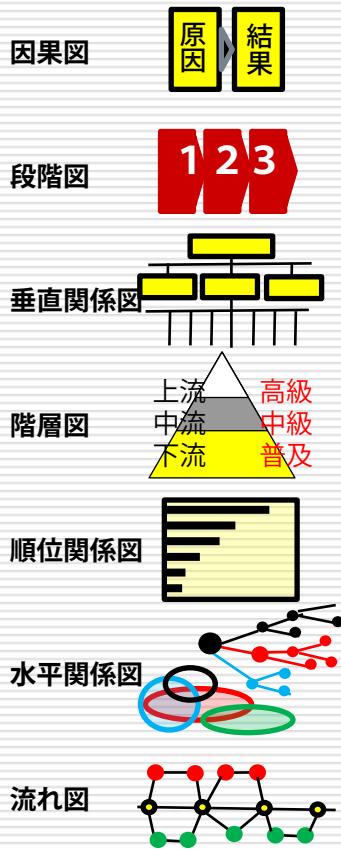 因果図
原因
結果
段階図
1 2 3
垂直関係図
階層図
上流 高級
中流 中級
下流 普及
順位関係図
水平関係図
流れ図